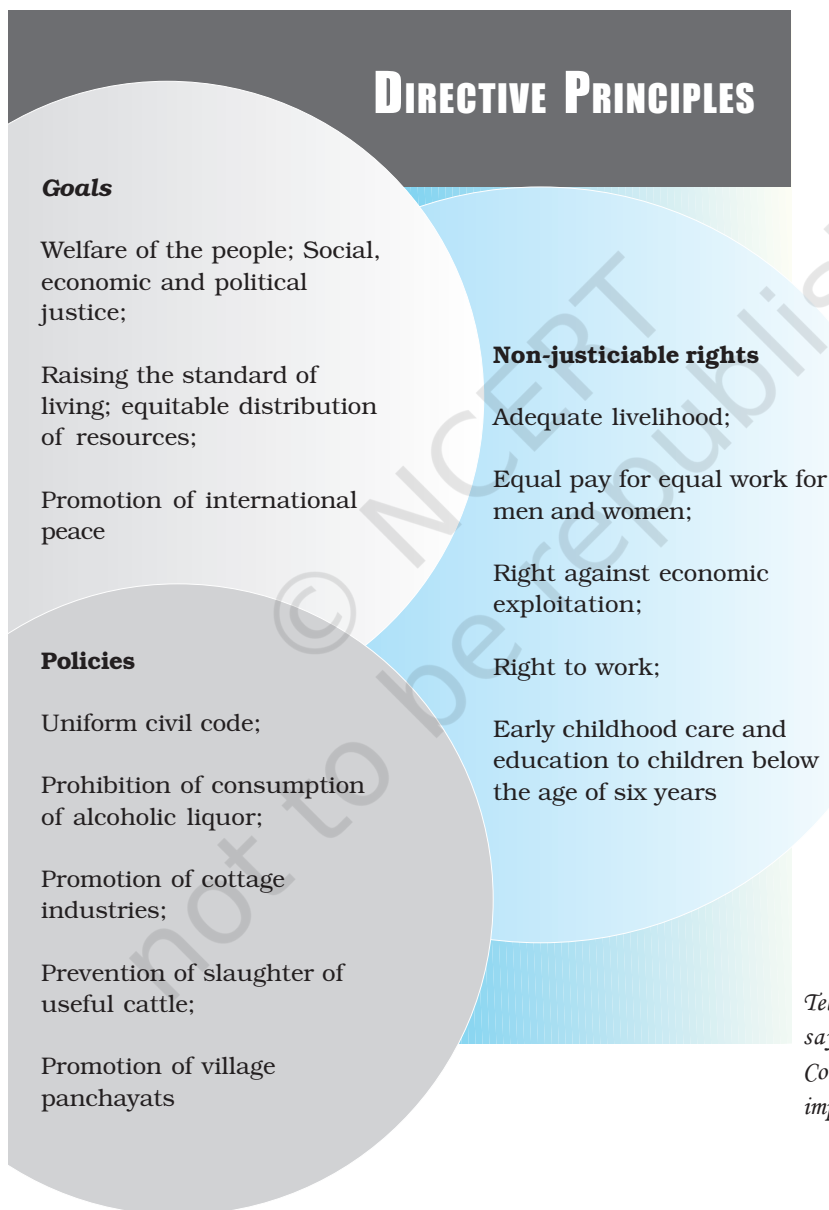 DIRECTIVE PRINCIPLES
Goals
Welfare of the people; Social,
economic and political
justice;
Raising the standard of
living; equitable distribution
of resources;
Promotion of international
peace
Non-justiciable rights
Adequate livelihood;
Equal pay for equal work for
men and women;
Right against economic
exploitation;
Right to work;
Early childhood care and
education to children below
the age of six years
Policies
Uniform civil code;
Prohibition of consumption
of alcoholic liquor;
Promotion of cottage
industries;
Prevention of slaughter of
useful cattle;
Promotion of village
panchayats
© NCERT
not to be